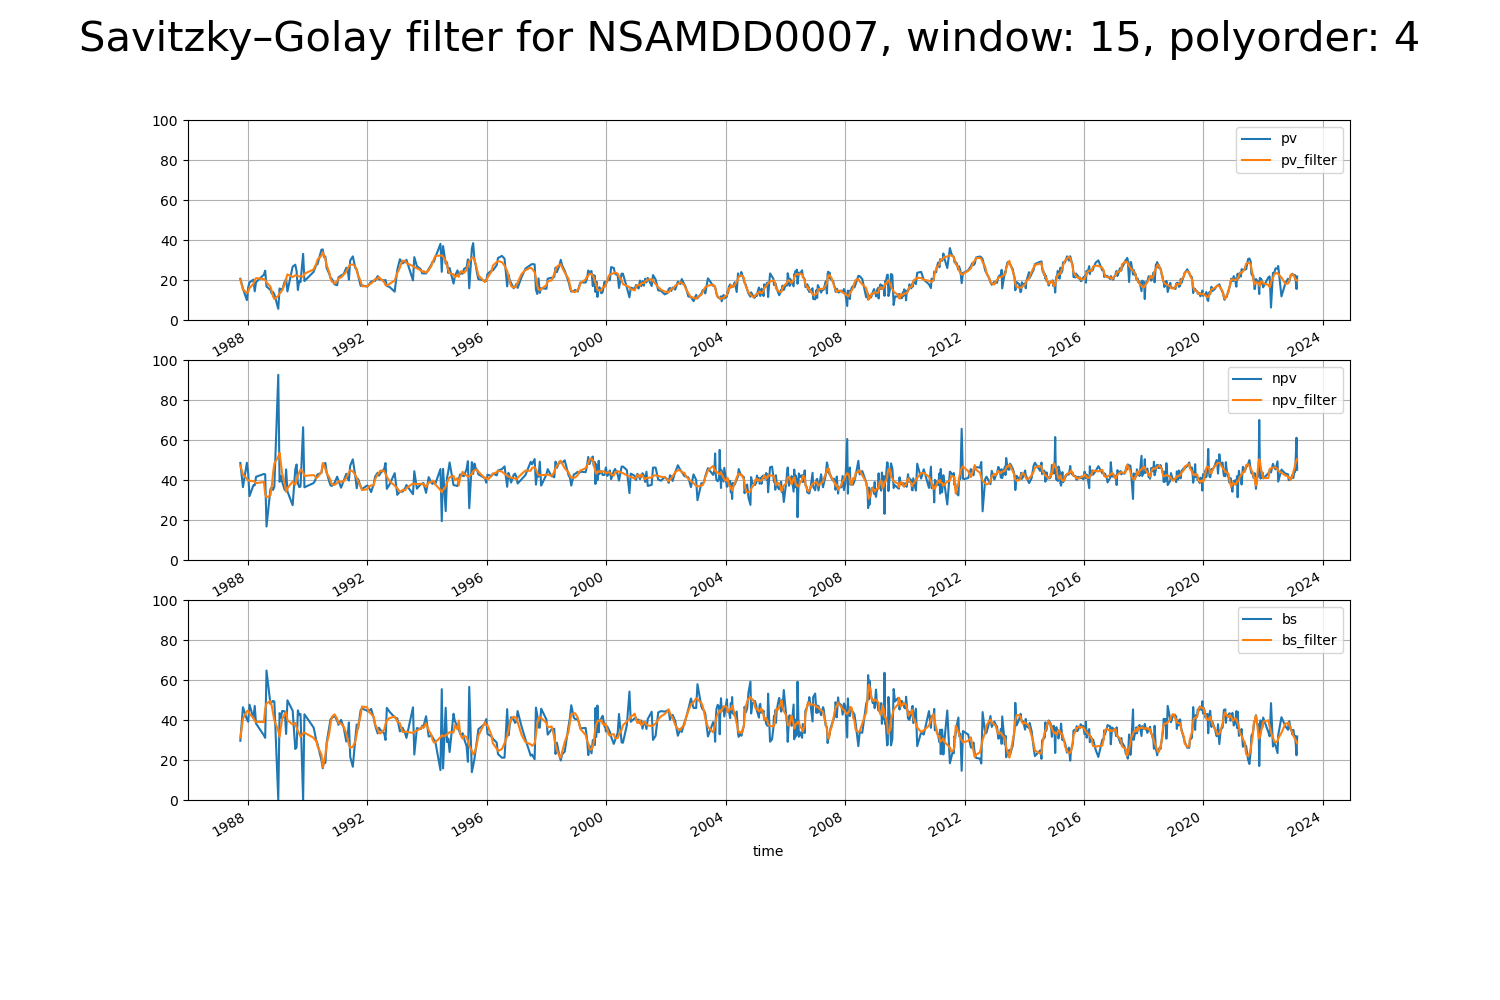 Savitzky–Golay filter for NSAMDD0007, window: 15, polyorder: 4
100
80
60
40
20
0
pv
pv_filter
1988 1992 1996 2000 2004 2008 2012 2016 2020 2024
100
80
60
40
20
0
npv
npv_filter
1988 1992 1996 2000 2004 2008 2012 2016 2020 2024
100
80
60
40
20
0
bs
bs_filter
1988 1992 1996 2000 2004 2008 2012 2016 2020 2024
time